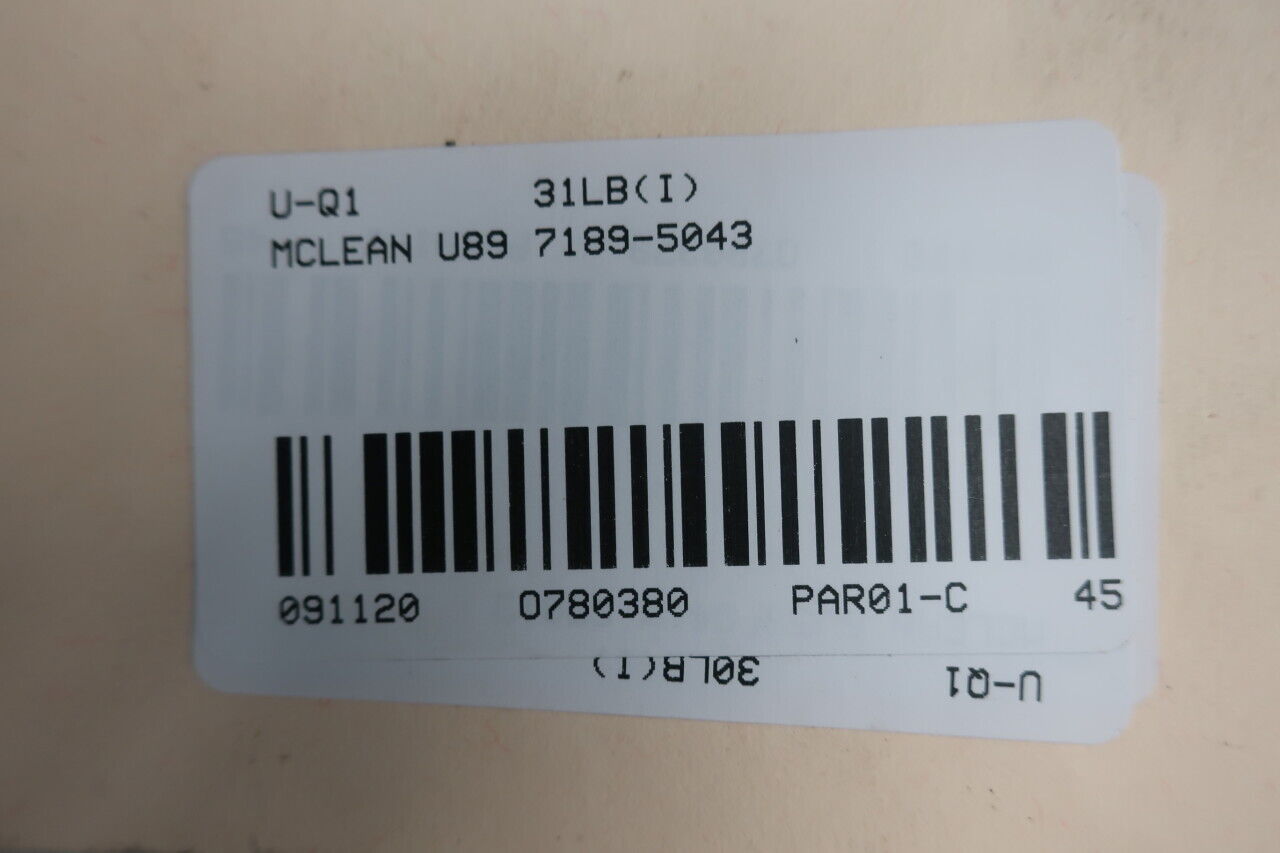 U-Q1 31LB(I)
MCLEAN U89 7189-5043
091120 0780380 PAR01-C 45
U-Q1 30LB(I)